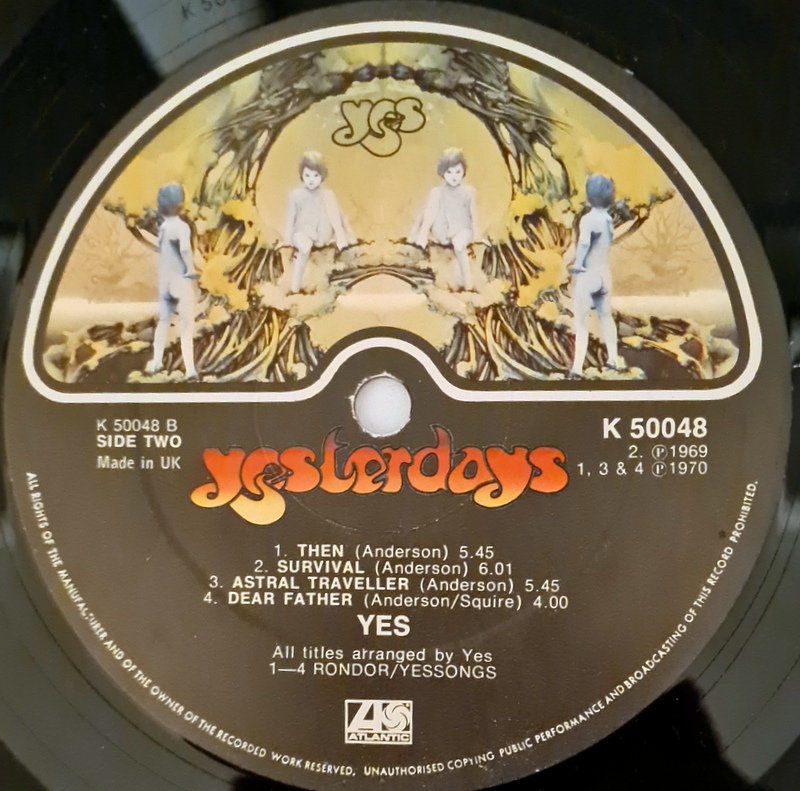 K 50
yes
K 50048 B
SIDE TWO
Made in UK
K 50048
2. ℗1969
1, 3 & 4 ℗1970
yesterdays
1. THEN (Anderson) 5.45
2. SURVIVAL (Anderson) 6.01
3. ASTRAL TRAVELLER (Anderson) 5.45
4. DEAR FATHER (Anderson/Squire) 4.00
YES
All titles arranged by Yes
1—4 RONDOR/YESSONGS
ATLANTIC
ALL RIGHTS OF THE MANUFACTURER AND OF THE OWNER OF THE RECORDED WORK RESERVED, UNAUTHORISED COPYING PUBLIC PERFORMANCE AND BROADCASTING OF THIS RECORD PROHIBITED.